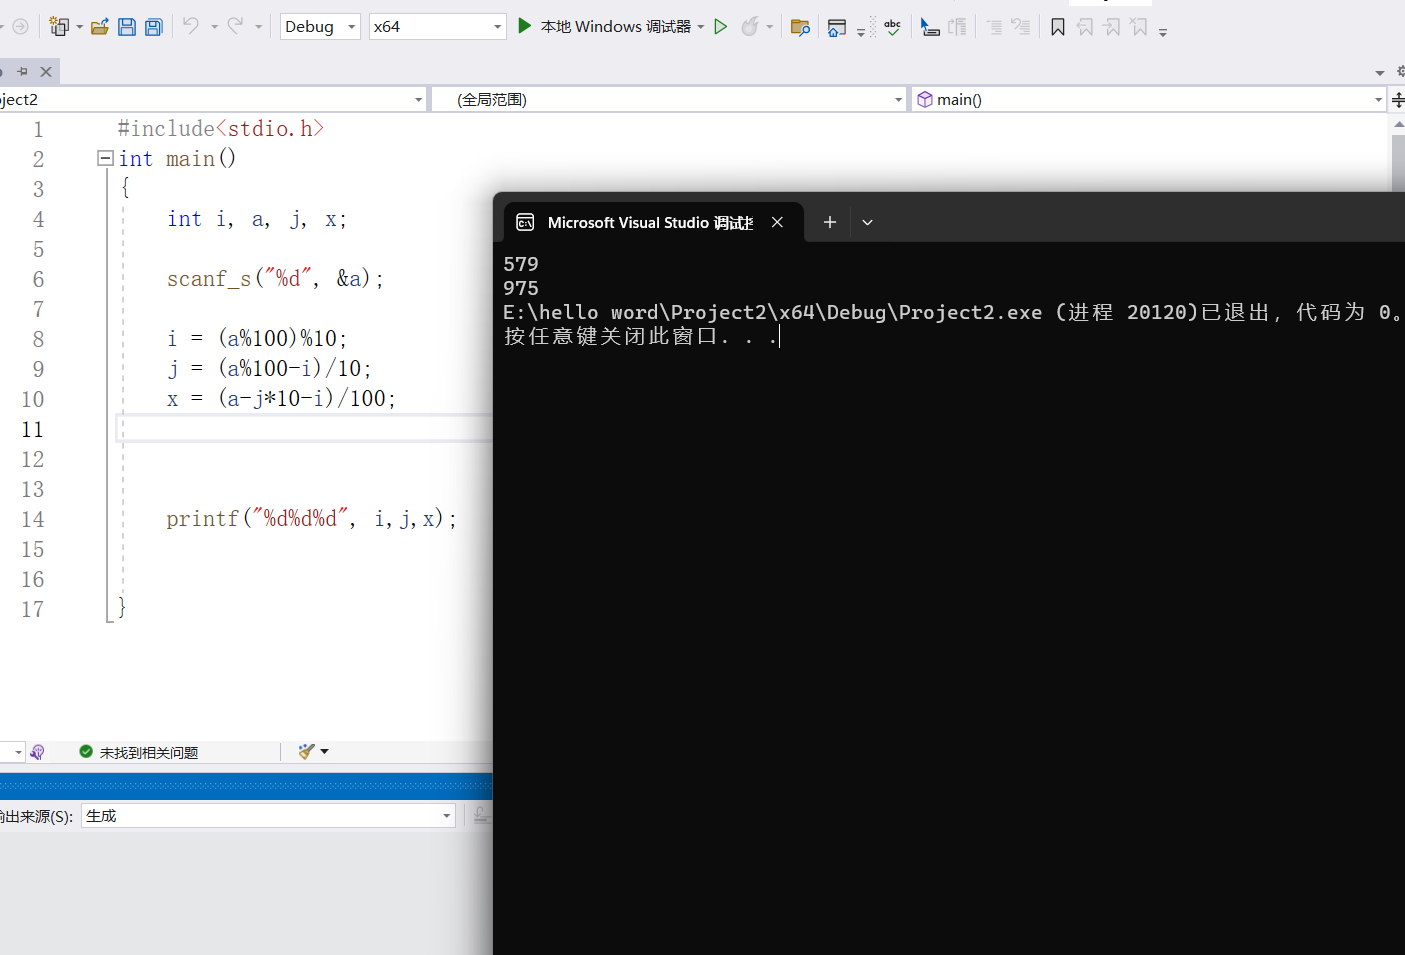 Debug x64 本地 Windows 调试器 abc
ject2 (全局范围) main()
1 #include<stdio.h>
2 int main()
3 {
4 int i, a, j, x;
5
6 scanf_s("%d", &a);
7
8 i = (a%100)%10;
9 j = (a%100-i)/10;
10 x = (a-j*10-i)/100;
11
12
13
14 printf("%d%d%d", i,j,x);
15
16
17 }
Microsoft Visual Studio 调试
579
975
E:\hello word\Project2\x64\Debug\Project2.exe (进程 20120)已退出，代码为 0。
按任意键关闭此窗口. . .
未找到相关问题
出来源(S): 生成